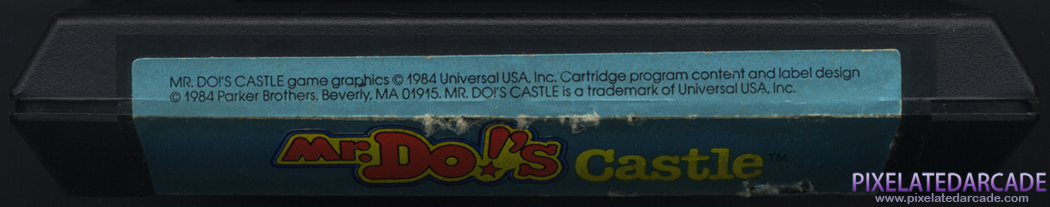 MR. DO!'S CASTLE game graphics © 1984 Universal USA, Inc. Cartridge program content and label design
© 1984 Parker Brothers, Beverly, MA 01915. MR. DO!'S CASTLE is a trademark of Universal USA, Inc.
Mr. Do!'s Castle™
PIXELATEDARCADE
www.pixelatedarcade.com